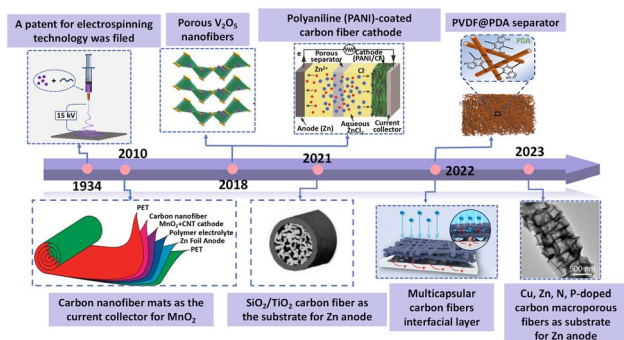 A patent for electrospinning
technology was filed
15 kV
Porous V₂O₅
nanofibers
Polyaniline (PANI)-coated
carbon fiber cathode
e
Porous
separator
Cathode
(PANI/CF)
Zn²⁺
Cl⁻
Anode (Zn)
Aqueous
ZnCl₂
Current
collector
PVDF@PDA separator
PDA
1934
2010
2018
2021
2022
2023
PET
Carbon nanofiber
MnO₂+CNT cathode
Polymer electrolyte
Zn Foil Anode
PET
Carbon nanofiber mats as the
current collector for MnO₂
SiO₂/TiO₂ carbon fiber as
the substrate for Zn anode
Multicapsular
carbon fibers
interfacial layer
500 nm
Cu, Zn, N, P-doped
carbon macroporous
fibers as substrate
for Zn anode